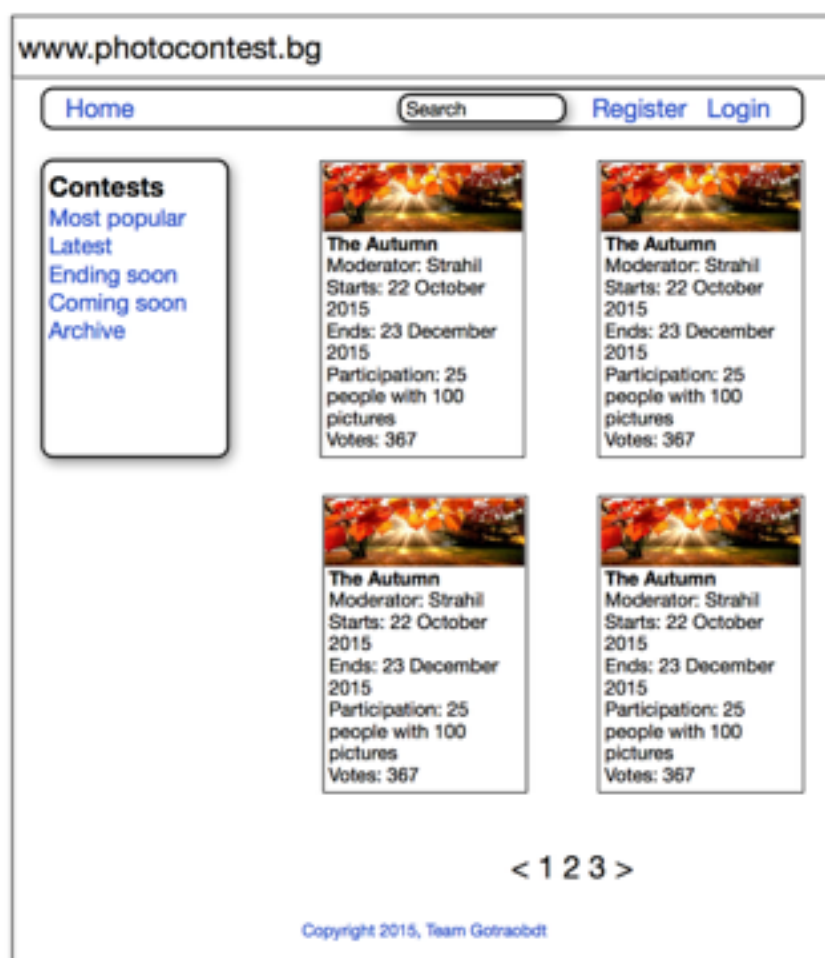 www.photocontest.bg
Home
Search
Register Login
Contests
Most popular
Latest
Ending soon
Coming soon
Archive
The Autumn
Moderator: Strahil
Starts: 22 October
2015
Ends: 23 December
2015
Participation: 25
people with 100
pictures
Votes: 367
The Autumn
Moderator: Strahil
Starts: 22 October
2015
Ends: 23 December
2015
Participation: 25
people with 100
pictures
Votes: 367
The Autumn
Moderator: Strahil
Starts: 22 October
2015
Ends: 23 December
2015
Participation: 25
people with 100
pictures
Votes: 367
The Autumn
Moderator: Strahil
Starts: 22 October
2015
Ends: 23 December
2015
Participation: 25
people with 100
pictures
Votes: 367
< 1 2 3 >
Copyright 2015, Team Gotraobdt